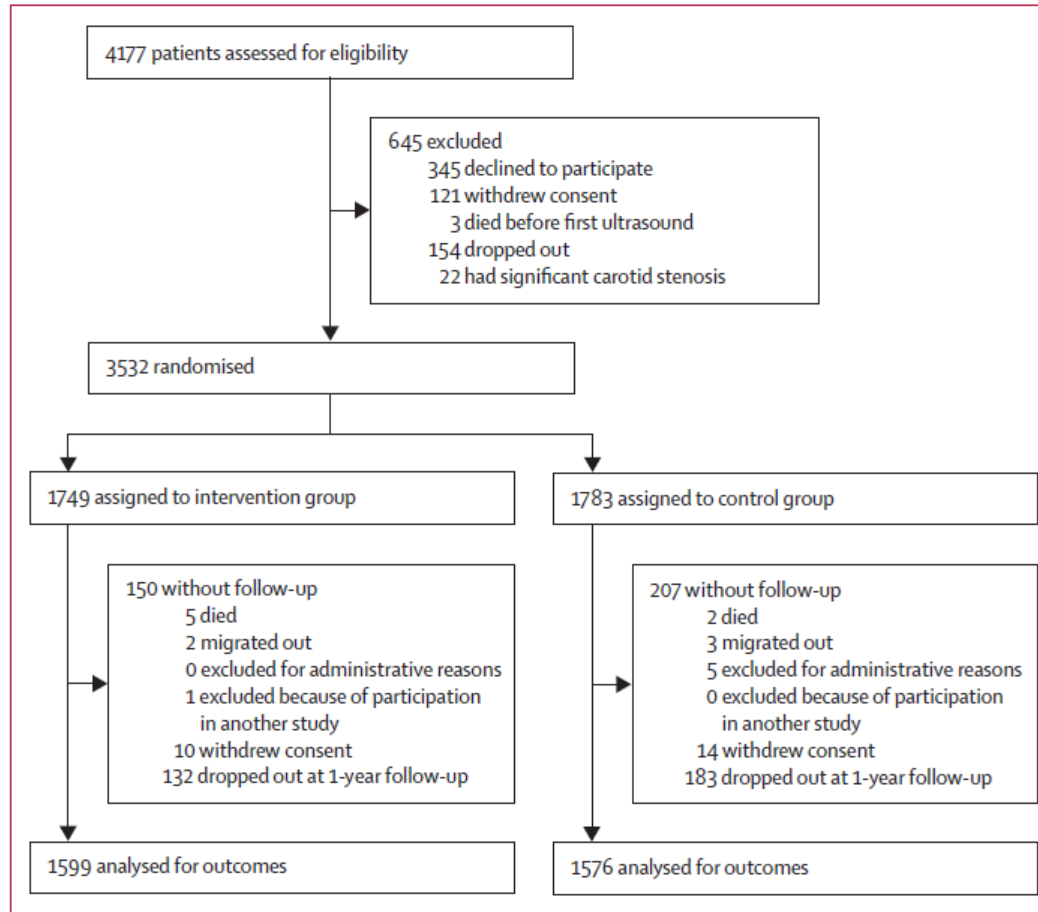 4177 patients assessed for eligibility
645 excluded
345 declined to participate
121 withdrew consent
3 died before first ultrasound
154 dropped out
22 had significant carotid stenosis
3532 randomised
1749 assigned to intervention group
1783 assigned to control group
150 without follow-up
5 died
2 migrated out
0 excluded for administrative reasons
1 excluded because of participation
in another study
10 withdrew consent
132 dropped out at 1-year follow-up
207 without follow-up
2 died
3 migrated out
5 excluded for administrative reasons
0 excluded because of participation
in another study
14 withdrew consent
183 dropped out at 1-year follow-up
1599 analysed for outcomes
1576 analysed for outcomes